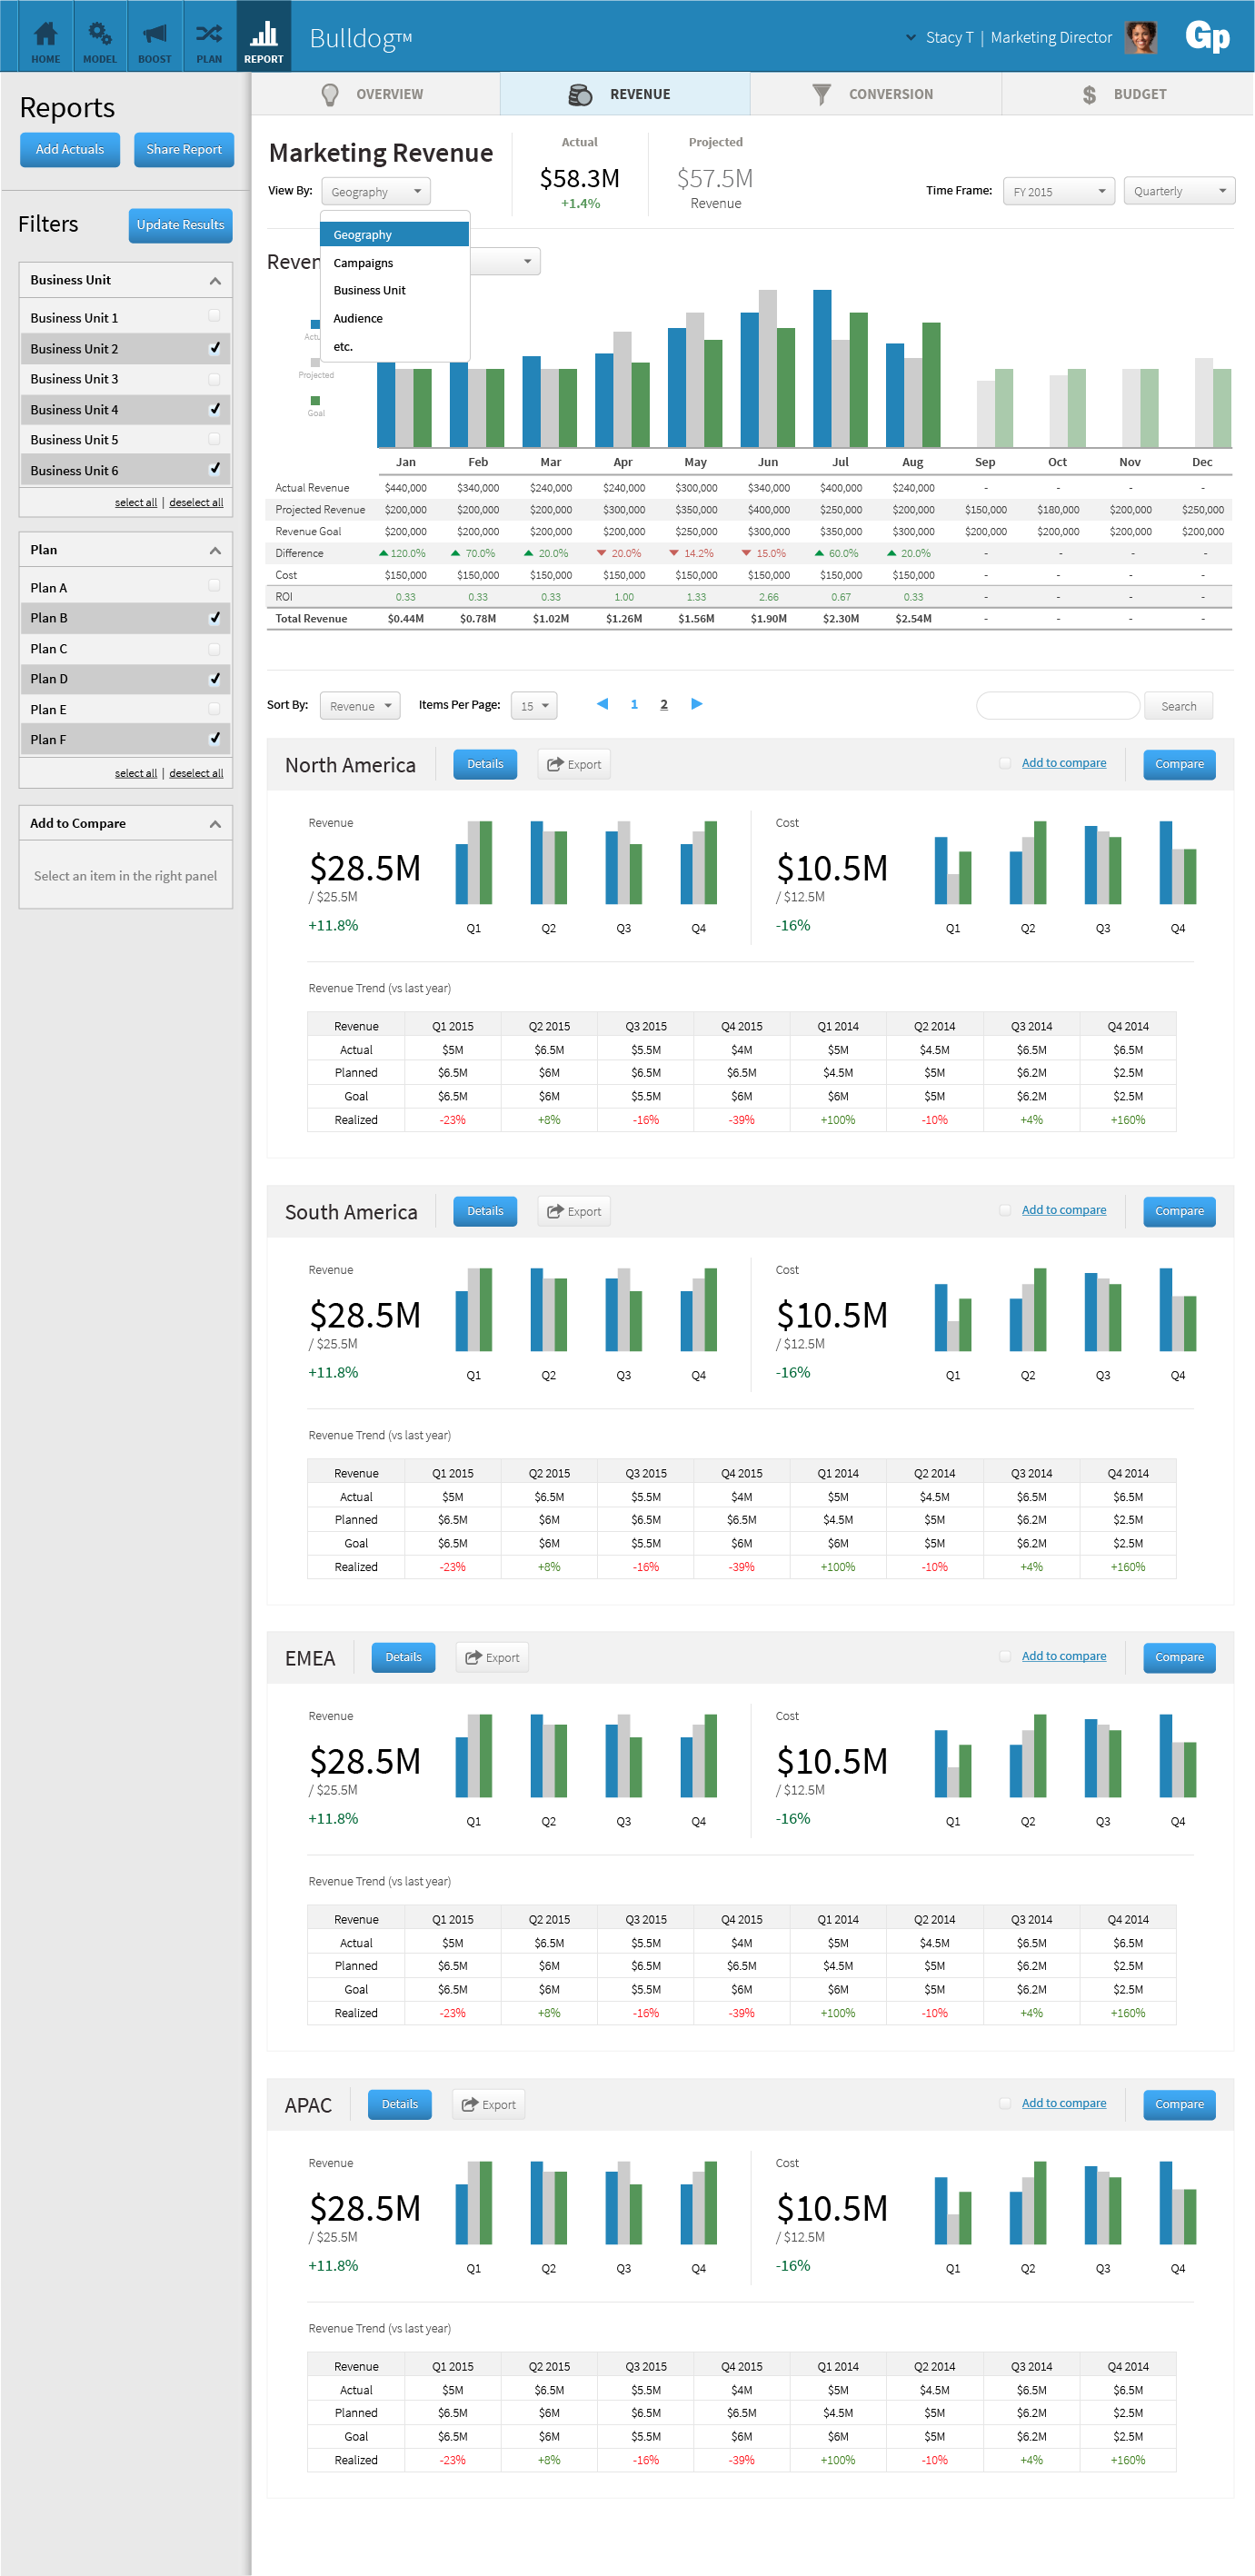 HOME MODEL BOOST PLAN REPORT Bulldog™ Stacy T | Marketing Director Gp
Reports
Add Actuals Share Report
Filters Update Results
Business Unit
Business Unit 1
Business Unit 2
Business Unit 3
Business Unit 4
Business Unit 5
Business Unit 6
select all | deselect all
Plan
Plan A
Plan B
Plan C
Plan D
Plan E
Plan F
select all | deselect all
Add to Compare
Select an item in the right panel
OVERVIEW REVENUE CONVERSION $ BUDGET
Marketing Revenue
Actual
$58.3M
+1.4%
Projected
$57.5M
Revenue
View By: Geography
Time Frame: FY 2015 Quarterly
Geography
Campaigns
Business Unit
Audience
etc.
Projected
Goal
Jan Feb Mar Apr May Jun Jul Aug Sep Oct Nov Dec
Actual Revenue $440,000 $340,000 $240,000 $240,000 $300,000 $340,000 $400,000 $240,000 - - - -
Projected Revenue $200,000 $200,000 $200,000 $300,000 $350,000 $400,000 $250,000 $200,000 $150,000 $180,000 $200,000 $250,000
Revenue Goal $200,000 $200,000 $200,000 $200,000 $250,000 $300,000 $350,000 $300,000 $200,000 $200,000 $200,000 $200,000
Difference 120.0% 70.0% 20.0% 20.0% 14.2% 15.0% 60.0% 20.0% - - - -
Cost $150,000 $150,000 $150,000 $150,000 $150,000 $150,000 $150,000 $150,000 - - - -
ROI 0.33 0.33 0.33 1.00 1.33 2.66 0.67 0.33 - - - -
Total Revenue $0.44M $0.78M $1.02M $1.26M $1.56M $1.90M $2.30M $2.54M - - - -
Sort By: Revenue Items Per Page: 15 1 2 Search
North America Details Export Add to compare Compare
Revenue
$28.5M
/ $25.5M
+11.8%
Q1 Q2 Q3 Q4
Cost
$10.5M
/ $12.5M
-16%
Q1 Q2 Q3 Q4
Revenue Trend (vs last year)
Revenue Q1 2015 Q2 2015 Q3 2015 Q4 2015 Q1 2014 Q2 2014 Q3 2014 Q4 2014
Actual $5M $6.5M $5.5M $4M $5M $4.5M $6.5M $6.5M
Planned $6.5M $6M $6.5M $6.5M $4.5M $5M $6.2M $2.5M
Goal $6.5M $6M $5.5M $6M $6M $5M $6.2M $2.5M
Realized -23% +8% -16% -39% +100% -10% +4% +160%
South America Details Export Add to compare Compare
Revenue
$28.5M
/ $25.5M
+11.8%
Q1 Q2 Q3 Q4
Cost
$10.5M
/ $12.5M
-16%
Q1 Q2 Q3 Q4
Revenue Trend (vs last year)
Revenue Q1 2015 Q2 2015 Q3 2015 Q4 2015 Q1 2014 Q2 2014 Q3 2014 Q4 2014
Actual $5M $6.5M $5.5M $4M $5M $4.5M $6.5M $6.5M
Planned $6.5M $6M $6.5M $6.5M $4.5M $5M $6.2M $2.5M
Goal $6.5M $6M $5.5M $6M $6M $5M $6.2M $2.5M
Realized -23% +8% -16% -39% +100% -10% +4% +160%
EMEA Details Export Add to compare Compare
Revenue
$28.5M
/ $25.5M
+11.8%
Q1 Q2 Q3 Q4
Cost
$10.5M
/ $12.5M
-16%
Q1 Q2 Q3 Q4
Revenue Trend (vs last year)
Revenue Q1 2015 Q2 2015 Q3 2015 Q4 2015 Q1 2014 Q2 2014 Q3 2014 Q4 2014
Actual $5M $6.5M $5.5M $4M $5M $4.5M $6.5M $6.5M
Planned $6.5M $6M $6.5M $6.5M $4.5M $5M $6.2M $2.5M
Goal $6.5M $6M $5.5M $6M $6M $5M $6.2M $2.5M
Realized -23% +8% -16% -39% +100% -10% +4% +160%
APAC Details Export Add to compare Compare
Revenue
$28.5M
/ $25.5M
+11.8%
Q1 Q2 Q3 Q4
Cost
$10.5M
/ $12.5M
-16%
Q1 Q2 Q3 Q4
Revenue Trend (vs last year)
Revenue Q1 2015 Q2 2015 Q3 2015 Q4 2015 Q1 2014 Q2 2014 Q3 2014 Q4 2014
Actual $5M $6.5M $5.5M $4M $5M $4.5M $6.5M $6.5M
Planned $6.5M $6M $6.5M $6.5M $4.5M $5M $6.2M $2.5M
Goal $6.5M $6M $5.5M $6M $6M $5M $6.2M $2.5M
Realized -23% +8% -16% -39% +100% -10% +4% +160%